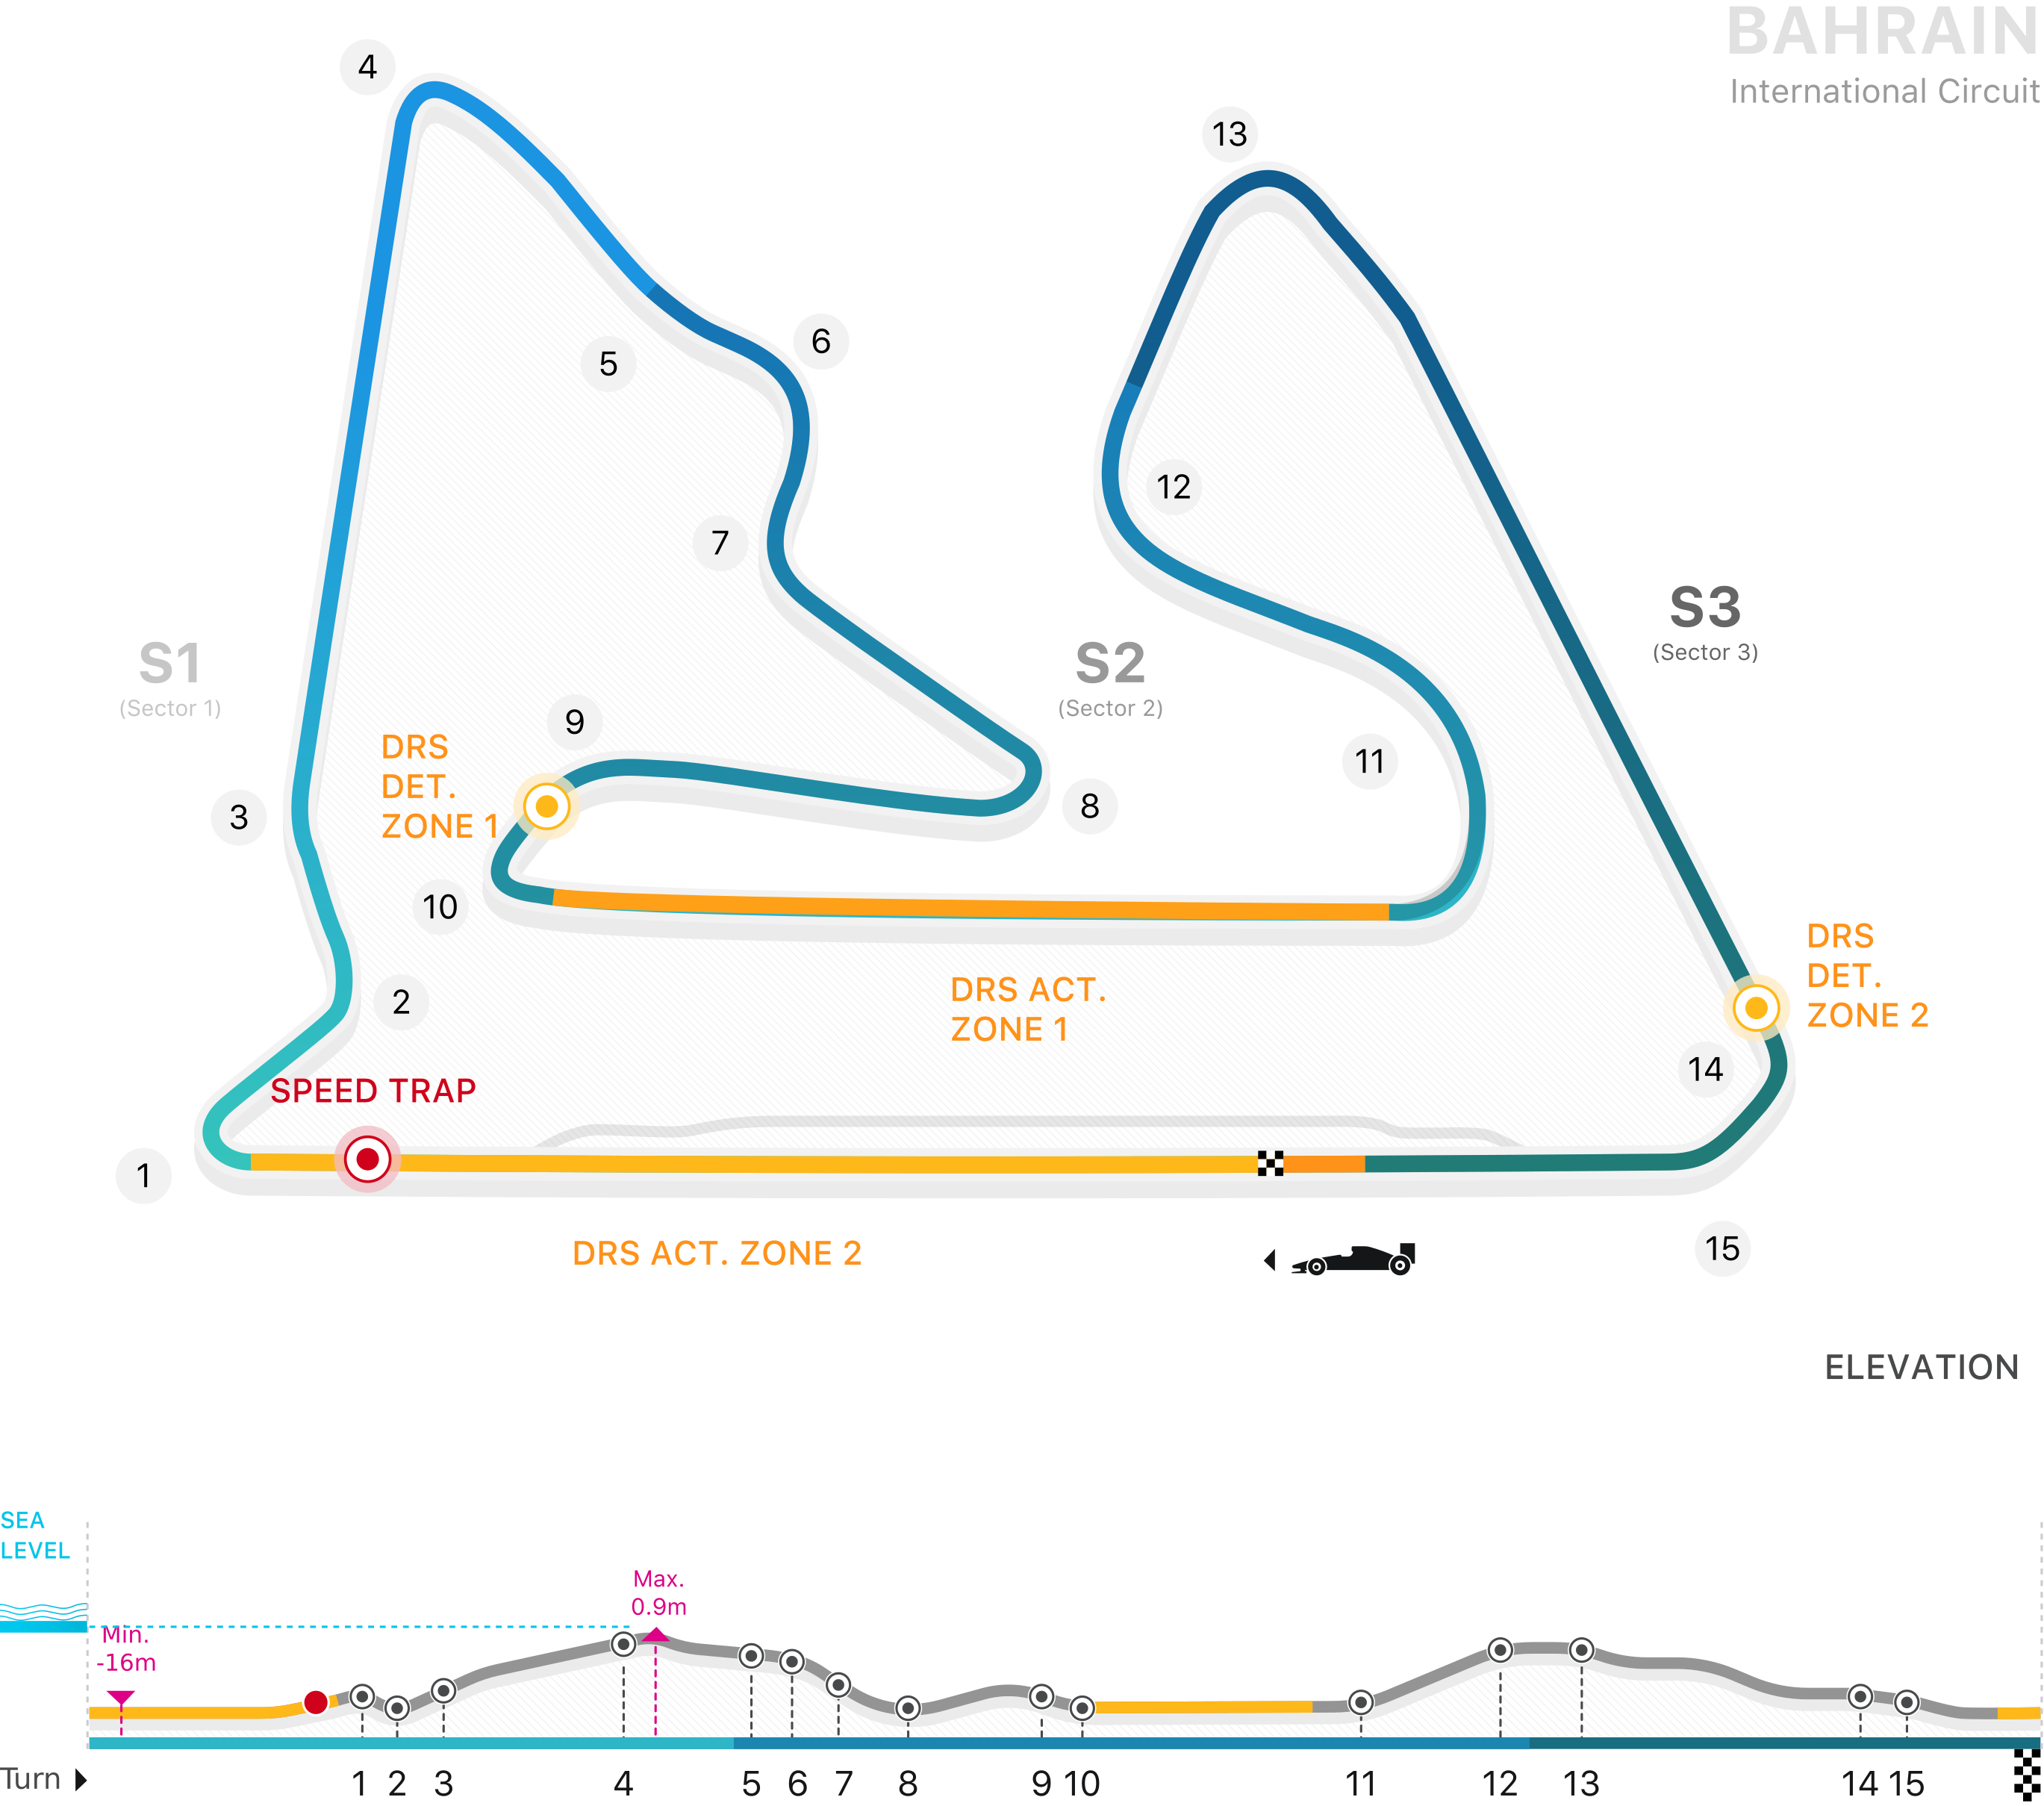 BAHRAIN
International Circuit
4
13
6
5
12
7
S3
(Sector 3)
S1
(Sector 1)
S2
(Sector 2)
9
DRS
DET.
ZONE 1
11
3
8
10
DRS
DET.
ZONE 2
2
DRS ACT.
ZONE 1
14
SPEED TRAP
1
DRS ACT. ZONE 2
15
ELEVATION
SEA
LEVEL
Max.
0.9m
Min.
-16m
Turn 1 2 3 4 5 6 7 8 9 10 11 12 13 14 15